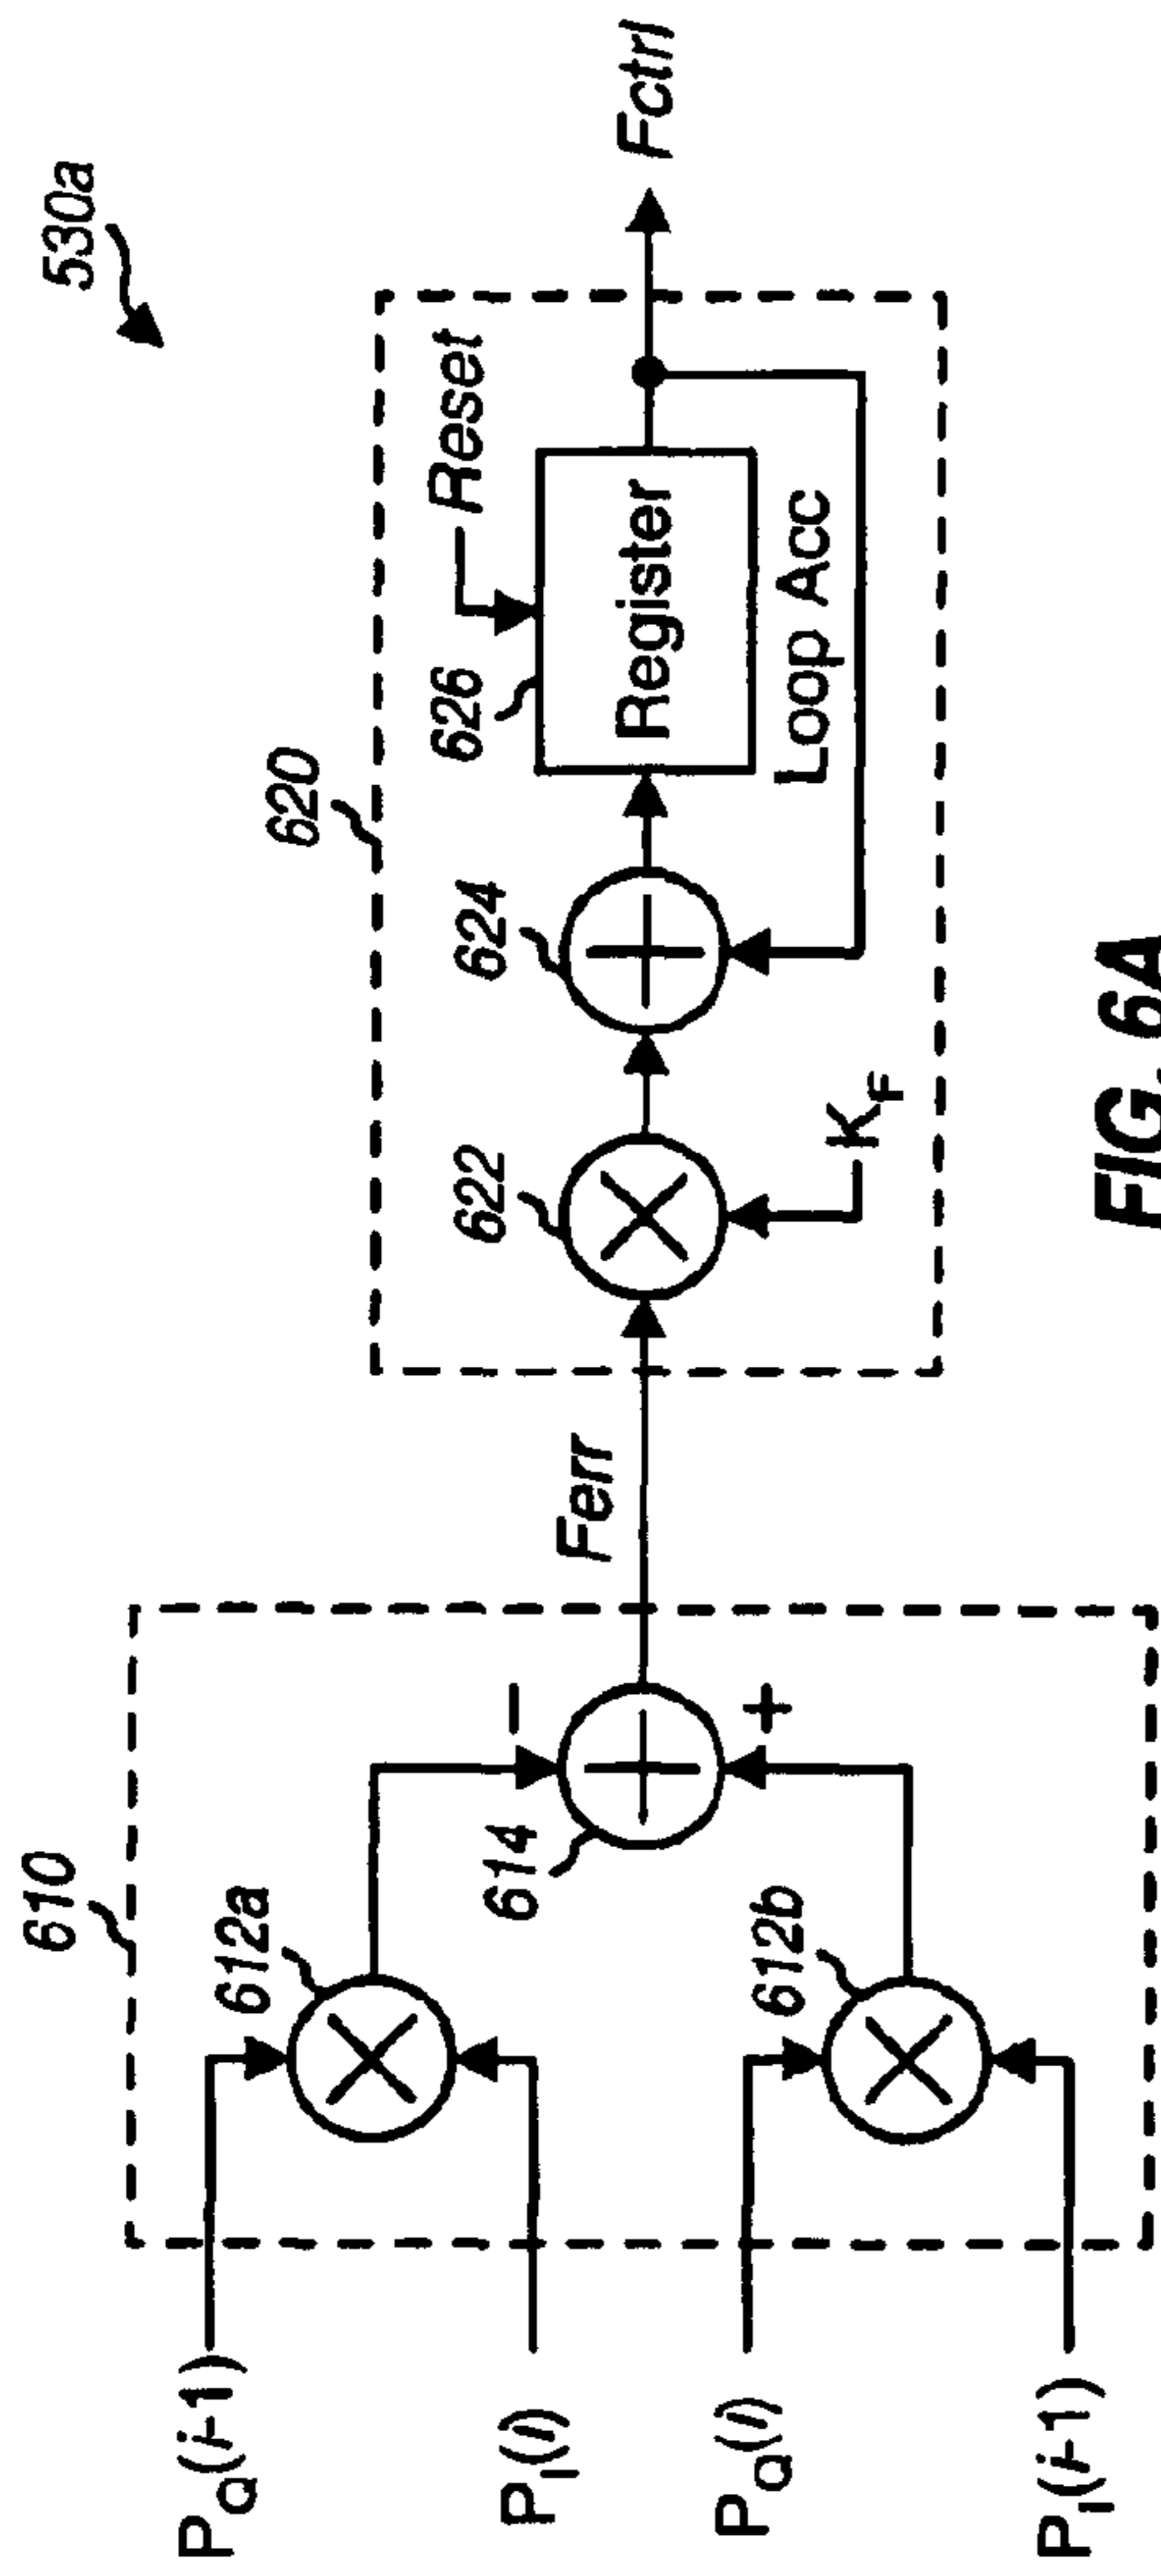 530a
610
620
P_Q(i-1)
612a
P_I(i)
614
−
Ferr
622
624
626
Reset
Register
Fctrl
Loop Acc
K_F
P_Q(i)
612b
+
P_I(i-1)
FIG. 6A